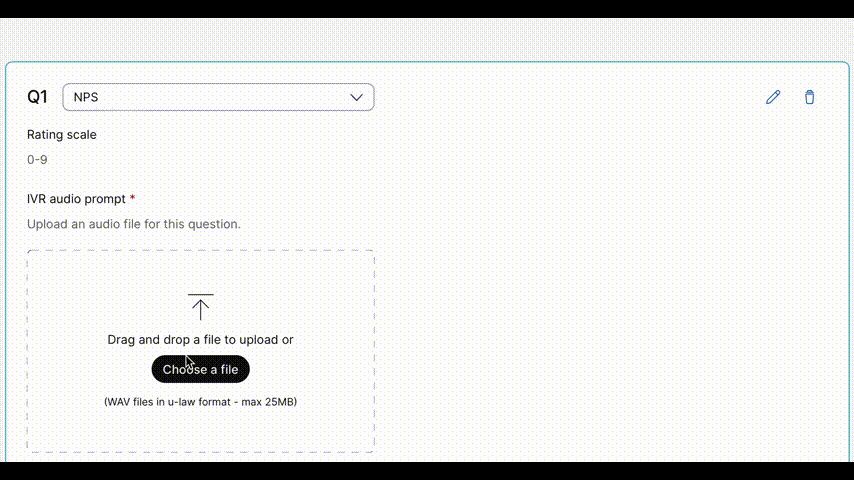 Q1 NPS
Rating scale
0-9
IVR audio prompt *
Upload an audio file for this question.
Drag and drop a file to upload or
Choose a file
(WAV files in u-law format - max 25MB)